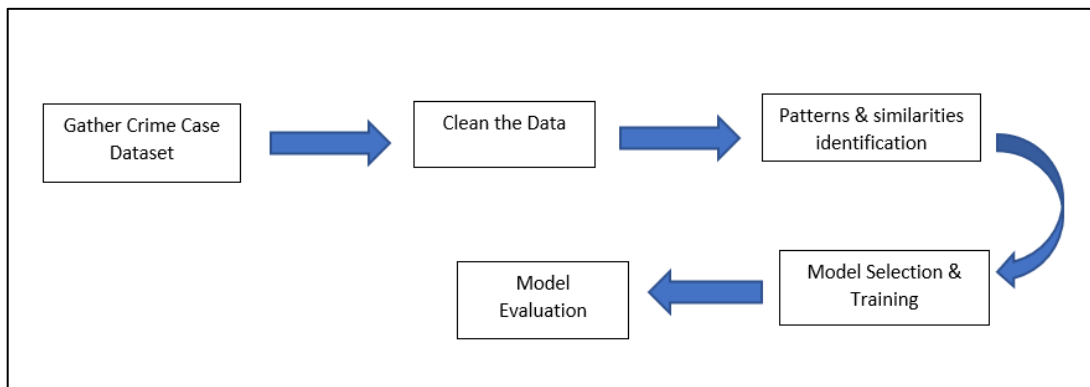 Gather Crime Case
Dataset
Clean the Data
Patterns & similarities
identification
Model Selection &
Training
Model
Evaluation